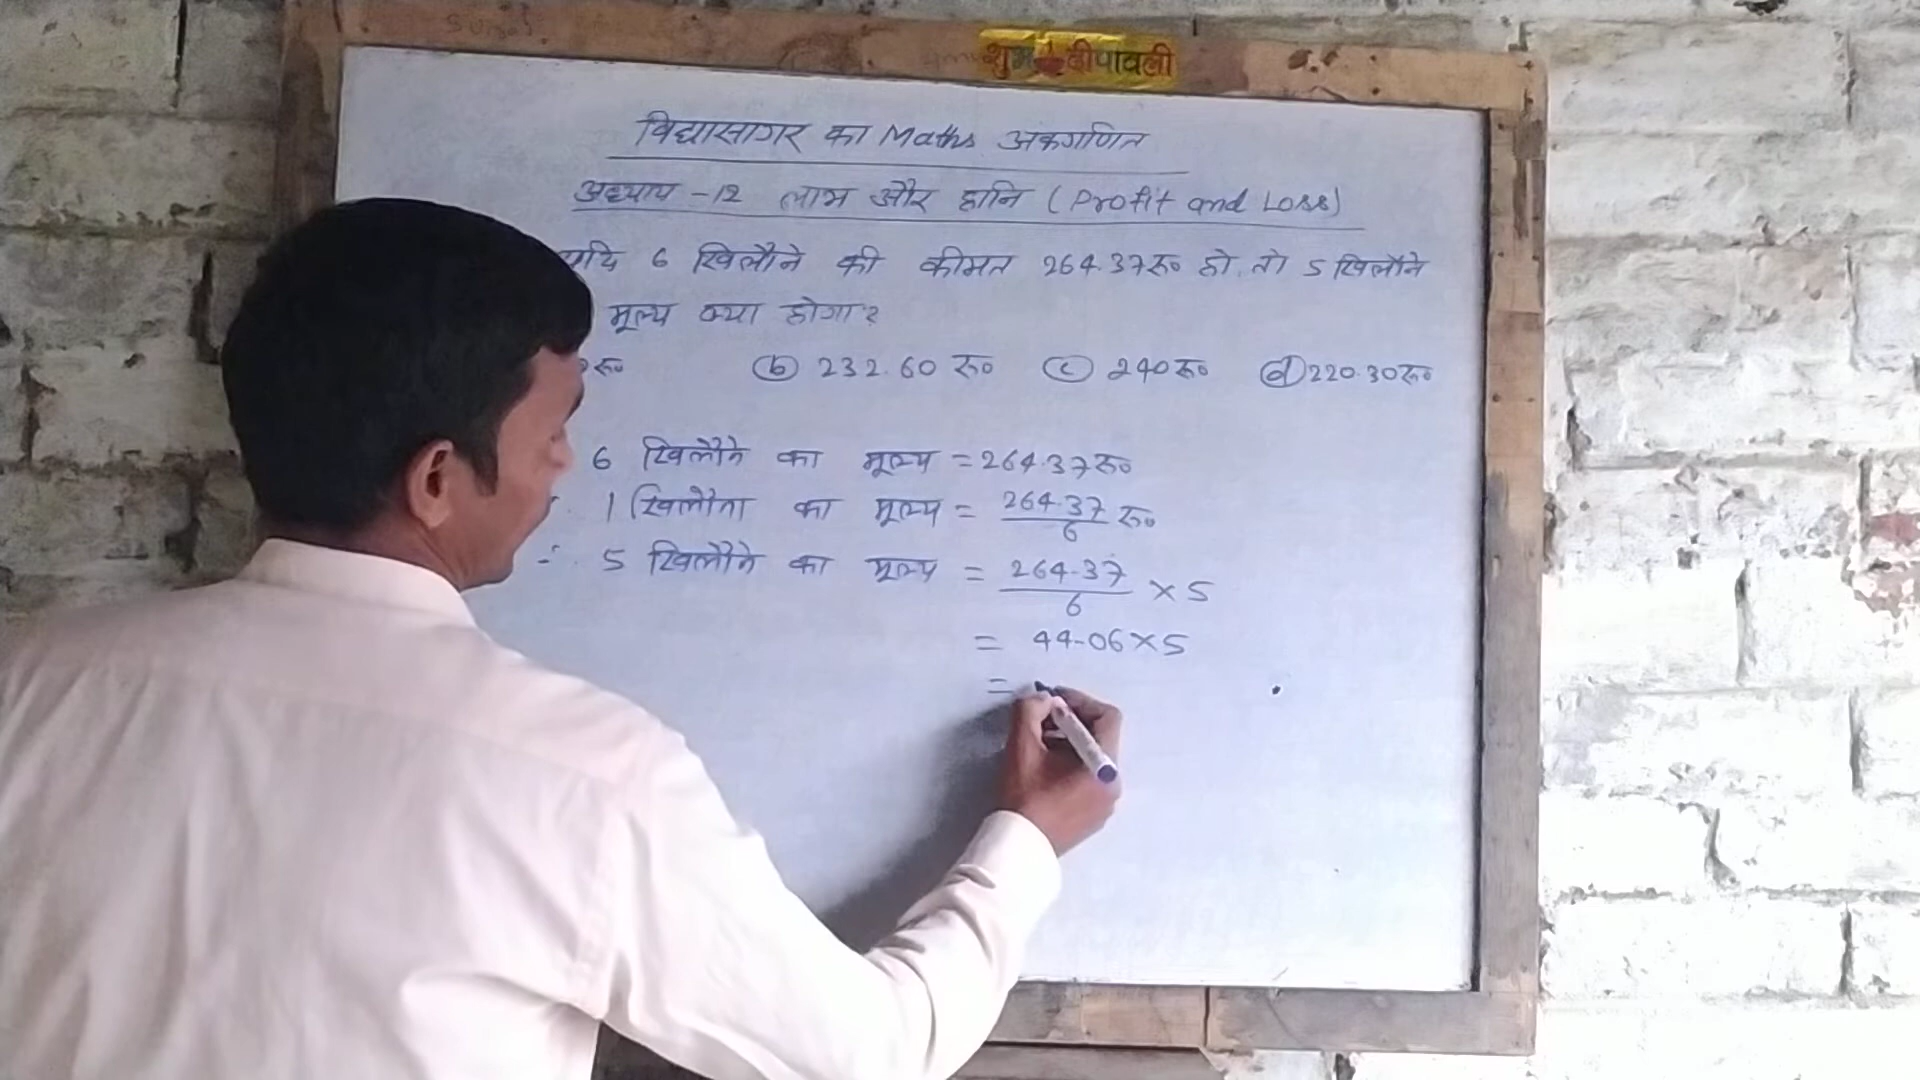 शुभ दीपावली
विद्यासागर का Maths अकगणित
अध्याय -12 लाभ और हानि (Profit and Loss)
यदि 6 खिलौने की कीमत 264.37रू० हो तो 5 खिलौने
मूल्य क्या होगा?
रू० (b) 232.60 रू० (c) 240रू० (d) 220.30रू०
6 खिलौने का मूल्य = 264.37रू०
1 खिलौना का मूल्य = 264.37/6 रू०
∴ 5 खिलौने का मूल्य = 264.37/6 × 5
= 44.06×5
=